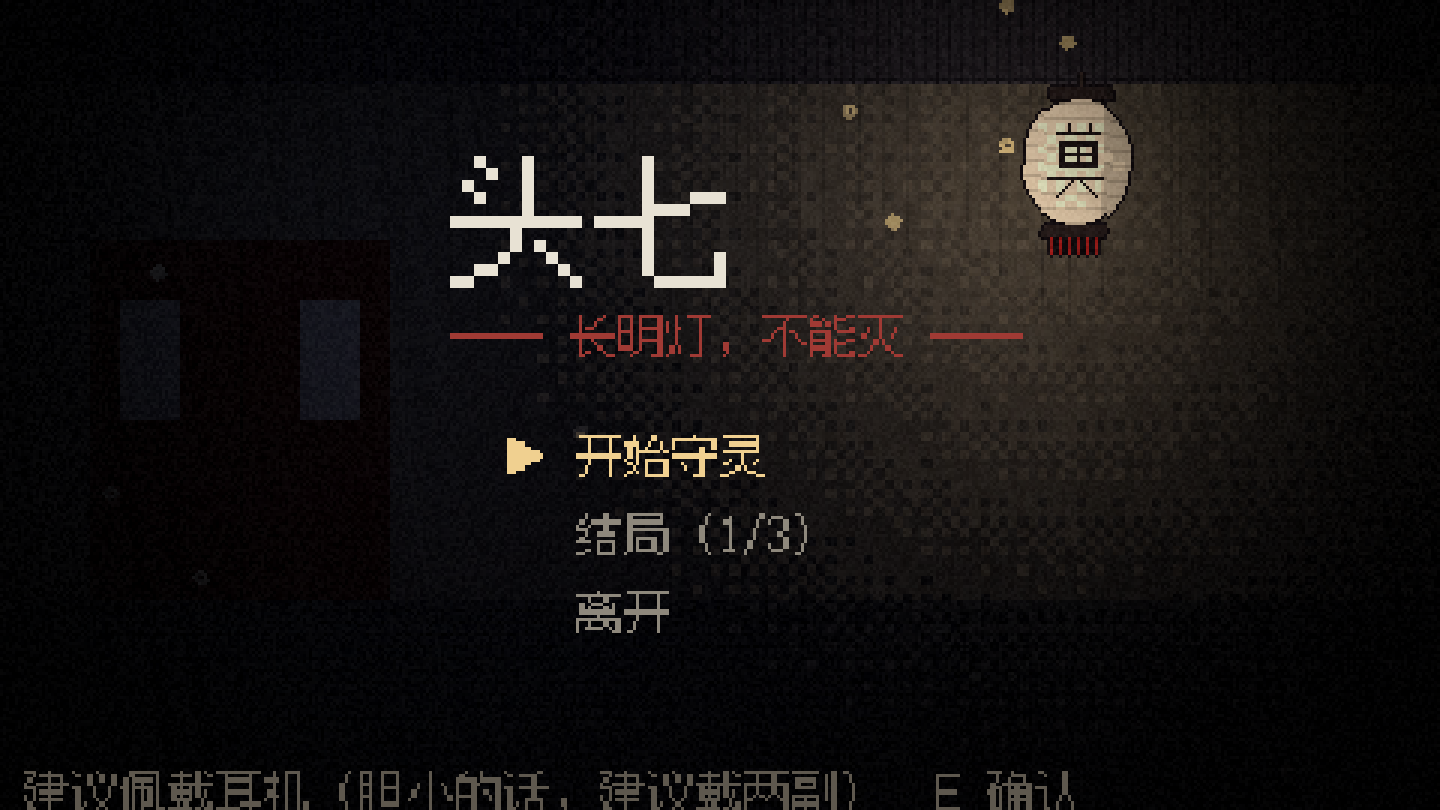 奠
头七
—— 长明灯，不能灭 ——
▶ 开始守灵
结局 (1/3)
离开
建议佩戴耳机 (胆小的话，建议戴两副) E 确认